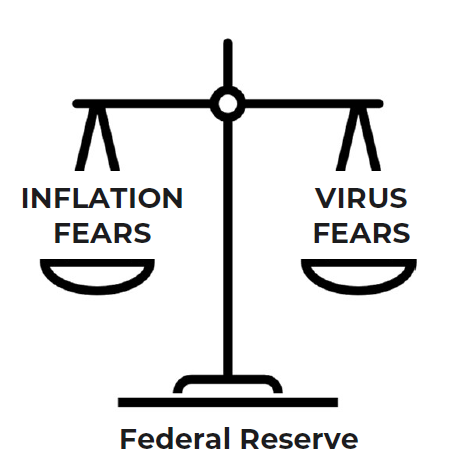 INFLATION
FEARS
VIRUS
FEARS
Federal Reserve